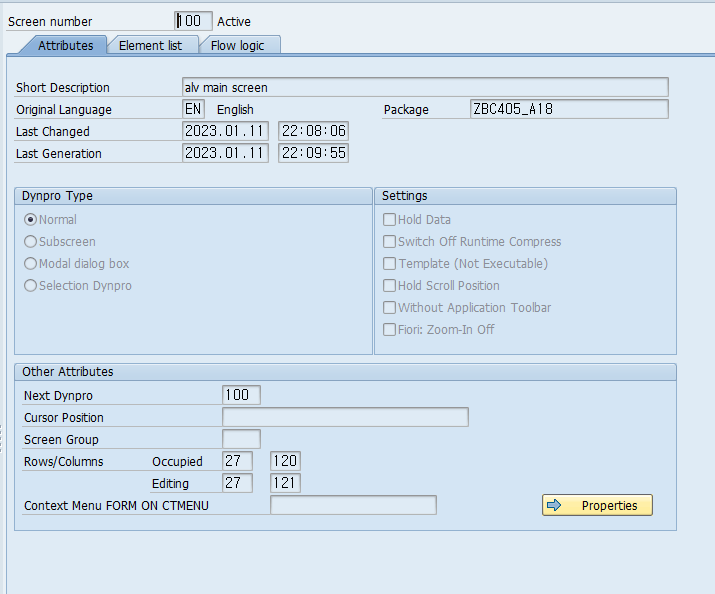 Screen number 100 Active
Attributes Element list Flow logic
Short Description alv main screen
Original Language EN English Package ZBC405_A18
Last Changed 2023.01.11 22:08:06
Last Generation 2023.01.11 22:09:55
Dynpro Type Settings
Normal Hold Data
Subscreen Switch Off Runtime Compress
Modal dialog box Template (Not Executable)
Selection Dynpro Hold Scroll Position
Without Application Toolbar
Fiori: Zoom-In Off
Other Attributes
Next Dynpro 100
Cursor Position
Screen Group
Rows/Columns Occupied 27 120
Editing 27 121
Context Menu FORM ON CTMENU Properties